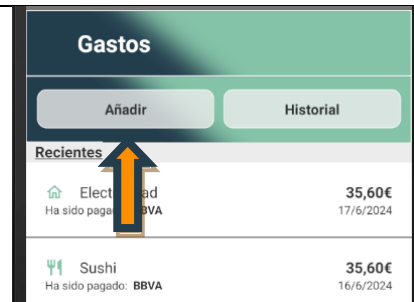 Gastos
Añadir Historial
Recientes
35,60€
Ha sido BBVA 17/6/2024
Sushi 35,60€
Ha sido pagado: BBVA 16/6/2024